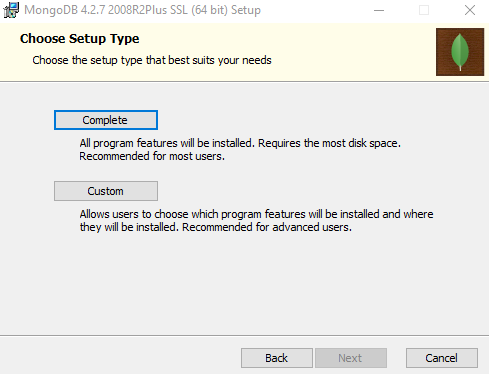 MongoDB 4.2.7 2008R2Plus SSL (64 bit) Setup
Choose Setup Type
Choose the setup type that best suits your needs
Complete
All program features will be installed. Requires the most disk space.
Recommended for most users.
Custom
Allows users to choose which program features will be installed and where
they will be installed. Recommended for advanced users.
Back Next Cancel